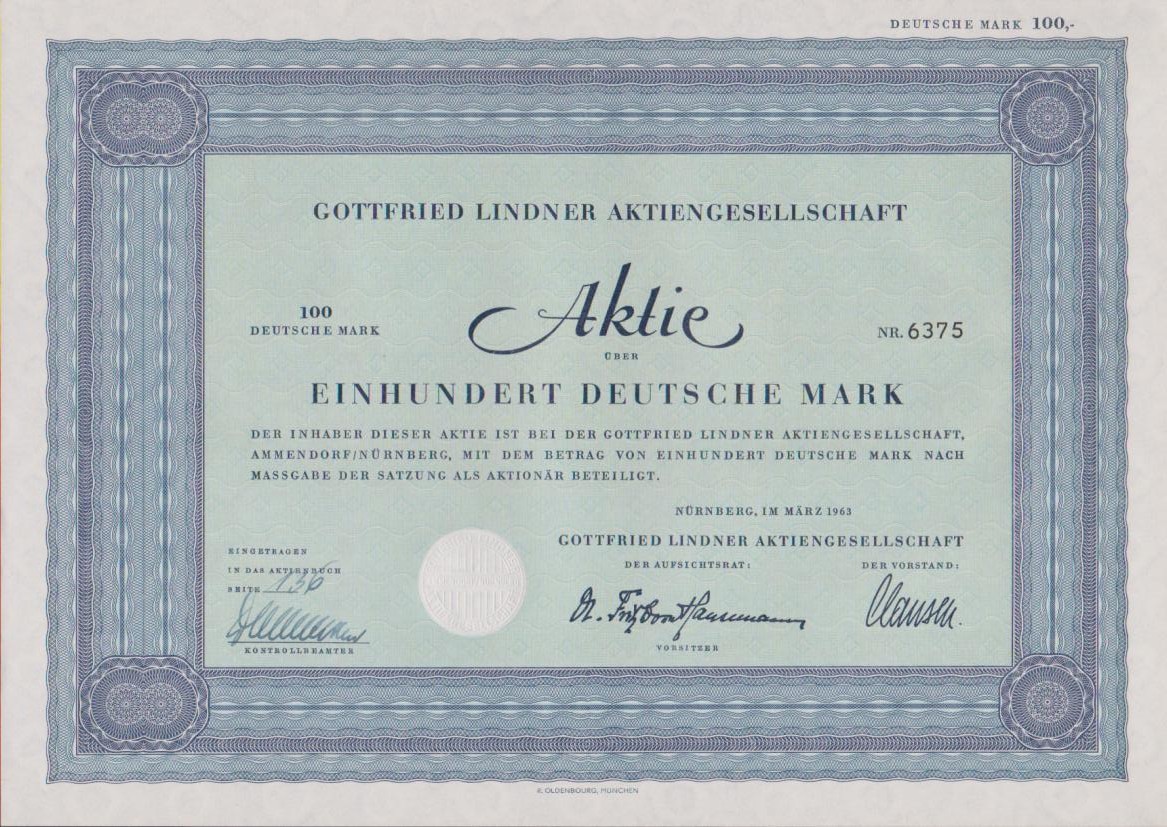 DEUTSCHE MARK 100,-
GOTTFRIED LINDNER AKTIENGESELLSCHAFT
100
DEUTSCHE MARK
Aktie
NR. 6375
ÜBER
EINHUNDERT DEUTSCHE MARK
DER INHABER DIESER AKTIE IST BEI DER GOTTFRIED LINDNER AKTIENGESELLSCHAFT,
AMMENDORF/NÜRNBERG, MIT DEM BETRAG VON EINHUNDERT DEUTSCHE MARK NACH
MASSGABE DER SATZUNG ALS AKTIONÄR BETEILIGT.
NÜRNBERG, IM MÄRZ 1963
GOTTFRIED LINDNER AKTIENGESELLSCHAFT
DER AUFSICHTSRAT:
DER VORSTAND:
EINGETRAGEN
IN DAS AKTIENBUCH
SEITE 136
Clausen.
KONTROLLBEAMTER
VORSITZER
R. OLDENBOURG, MÜNCHEN